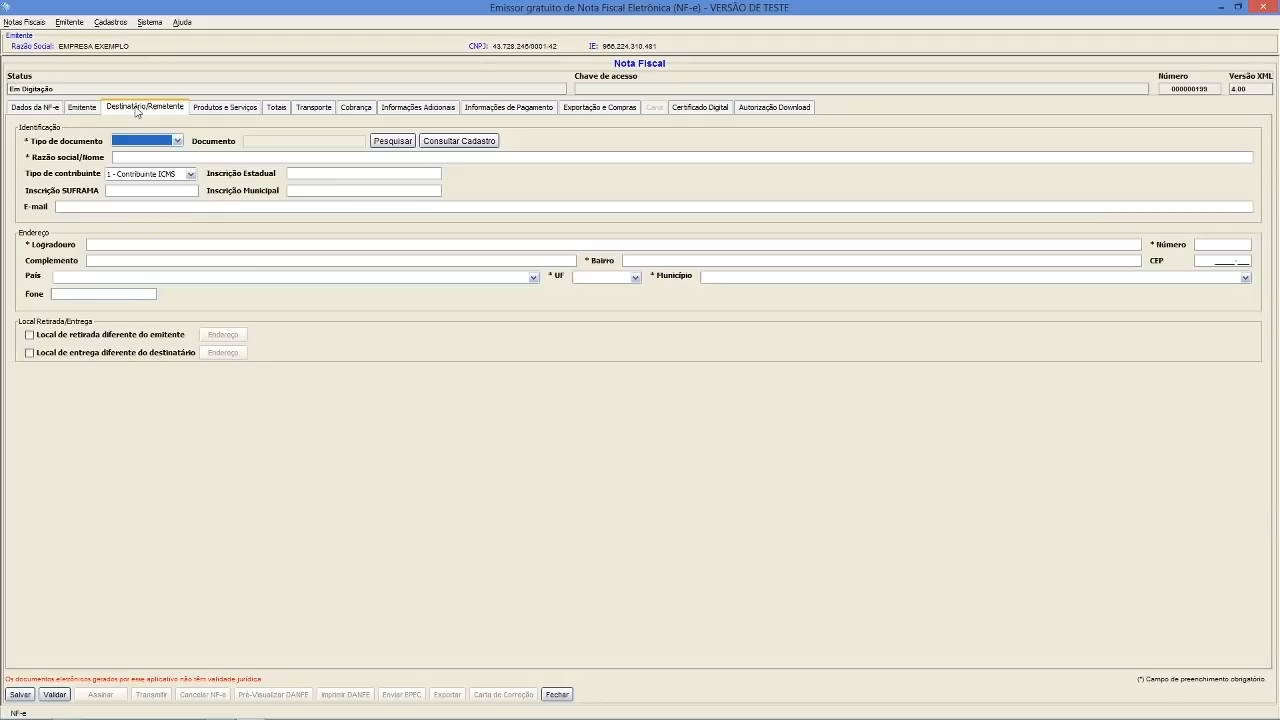 Emissor gratuito de Nota Fiscal Eletrônica (NF-e) - VERSÃO DE TESTE
Notas Fiscais Emitente Cadastros Sistema Ajuda
Emitente
Razão Social: EMPRESA EXEMPLO CNPJ: 43.728.245/0001-42 IE: 966.224.310.481
Nota Fiscal
Status Chave de acesso Número Versão XML
Em Digitação 000000199 4.00
Dados da NF-e Emitente Destinatário/Remetente Produtos e Serviços Totais Transporte Cobrança Informações Adicionais Informações de Pagamento Exportação e Compras Cana Certificado Digital Autorização Download
Identificação
* Tipo de documento Documento Pesquisar Consultar Cadastro
* Razão social/Nome
Tipo de contribuinte 1 - Contribuinte ICMS Inscrição Estadual
Inscrição SUFRAMA Inscrição Municipal
E-mail
Endereço
* Logradouro * Número
Complemento * Bairro CEP _____-___
País * UF * Município
Fone
Local Retirada/Entrega
Local de retirada diferente do emitente Endereço
Local de entrega diferente do destinatário Endereço
Os documentos eletrônicos gerados por esse aplicativo não têm validade jurídica (*) Campo de preenchimento obrigatório.
Salvar Validar Assinar Transmitir Cancelar NF-e Pré-Visualizar DANFE Imprimir DANFE Enviar EPEC Exportar Carta de Correção Fechar
NF-e